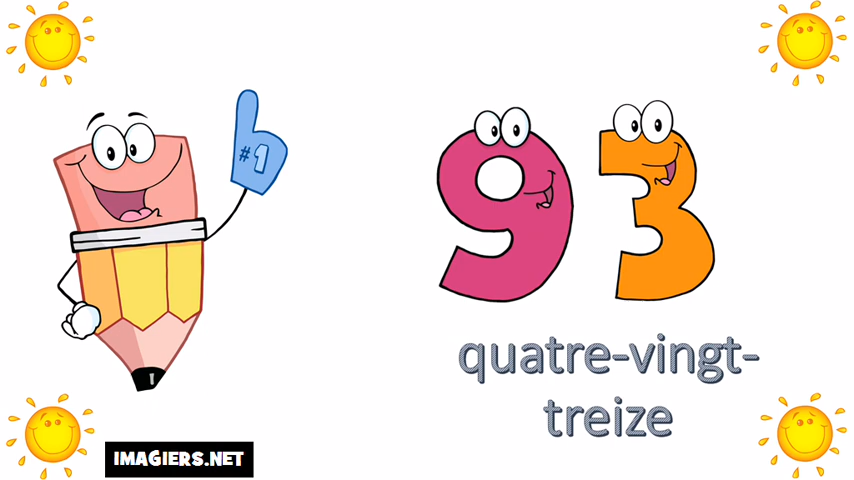 #1
93
quatre-vingt-
treize
IMAGIERS.NET